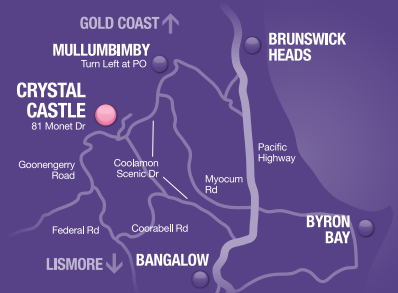 GOLD COAST
MULLUMBIMBY
Turn Left at PO
BRUNSWICK
HEADS
CRYSTAL
CASTLE
81 Monet Dr
Goonengerry
Road
Coolamon
Scenic Dr
Pacific
Highway
Myocum
Rd
Federal Rd
Coorabell Rd
BYRON
BAY
LISMORE
BANGALOW